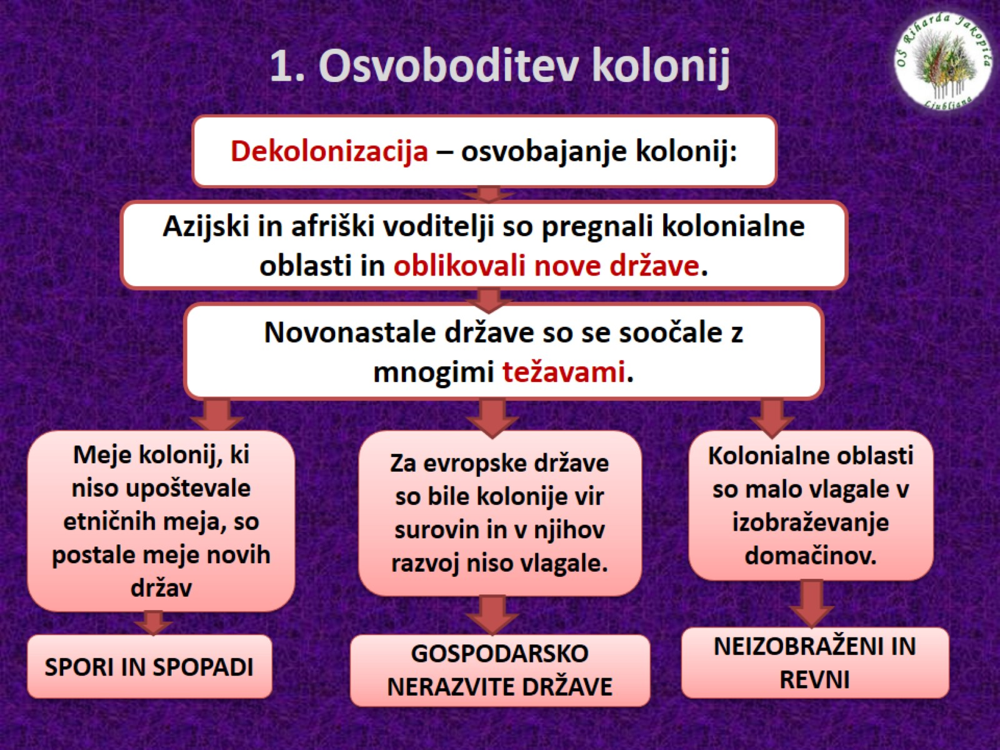 1. Osvoboditev kolonij
OŠ Riharda Jakopiča
Ljubljana
Dekolonizacija – osvobajanje kolonij:
Azijski in afriški voditelji so pregnali kolonialne
oblasti in oblikovali nove države.
Novonastale države so se soočale z
mnogimi težavami.
Meje kolonij, ki
niso upoštevale
etničnih meja, so
postale meje novih
držav
Za evropske države
so bile kolonije vir
surovin in v njihov
razvoj niso vlagale.
Kolonialne oblasti
so malo vlagale v
izobraževanje
domačinov.
SPORI IN SPOPADI
GOSPODARSKO
NERAZVITE DRŽAVE
NEIZOBRAŽENI IN
REVNI